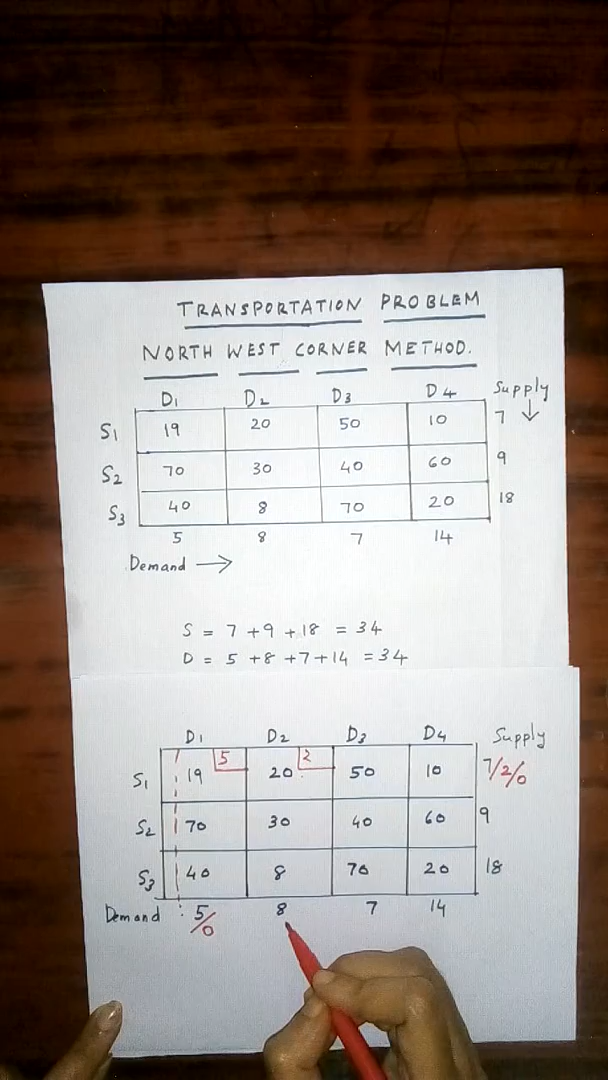 TRANSPORTATION PROBLEM
NORTH WEST CORNER METHOD.
D1 D2 D3 D4 Supply ↓
S1 19 20 50 10 7
S2 70 30 40 60 9
S3 40 8 70 20 18
5 8 7 14
Demand →
S = 7 + 9 + 18 = 34
D = 5 + 8 + 7 + 14 = 34
D1 D2 D3 D4 Supply
S1 19 5 20 2 50 10 7/2/0
S2 70 30 40 60 9
S3 40 8 70 20 18
Demand 5/0 8 7 14